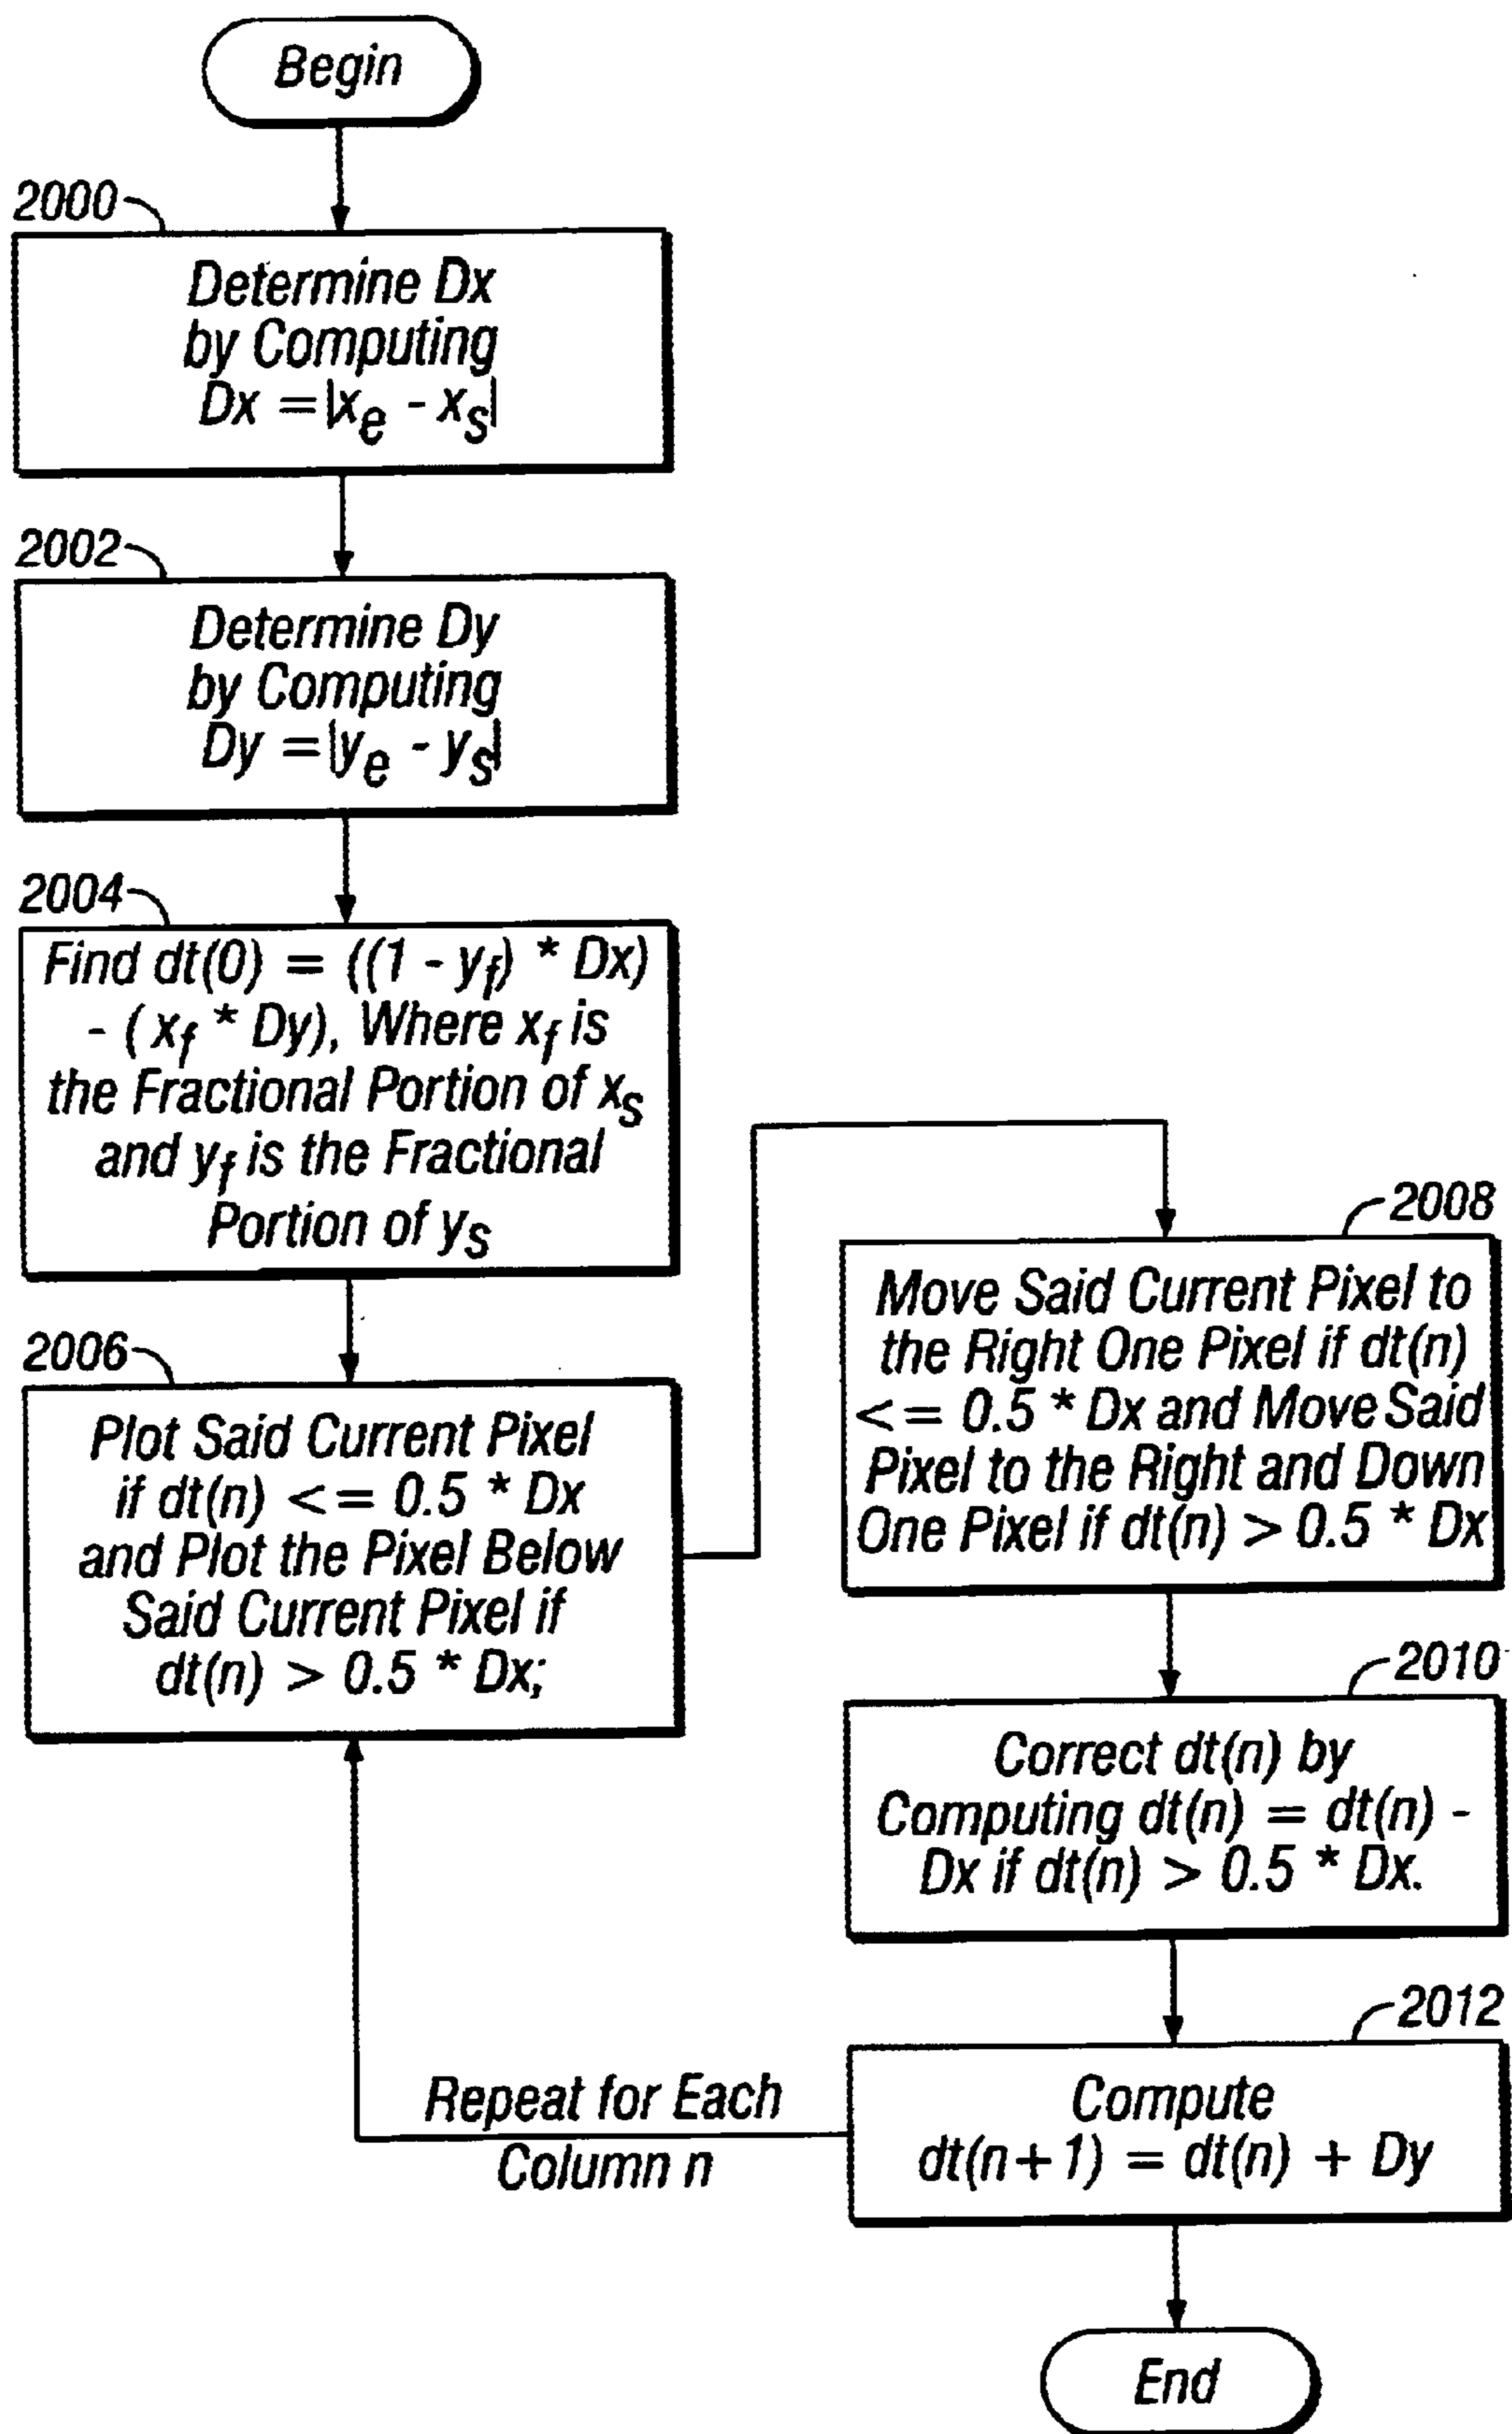 Begin
2000
Determine Dx
by Computing
Dx = |xe - xs|
2002
Determine Dy
by Computing
Dy = |ye - ys|
2004
Find dt(0) = ((1 - yf) * Dx)
- ( xf * Dy), Where xf is
the Fractional Portion of xs
and yf is the Fractional
Portion of ys
2006
Plot Said Current Pixel
if dt(n) <= 0.5 * Dx
and Plot the Pixel Below
Said Current Pixel if
dt(n) > 0.5 * Dx;
2008
Move Said Current Pixel to
the Right One Pixel if dt(n)
<= 0.5 * Dx and Move Said
Pixel to the Right and Down
One Pixel if dt(n) > 0.5 * Dx
2010
Correct dt(n) by
Computing dt(n) = dt(n) -
Dx if dt(n) > 0.5 * Dx.
2012
Compute
dt(n+1) = dt(n) + Dy
Repeat for Each
Column n
End